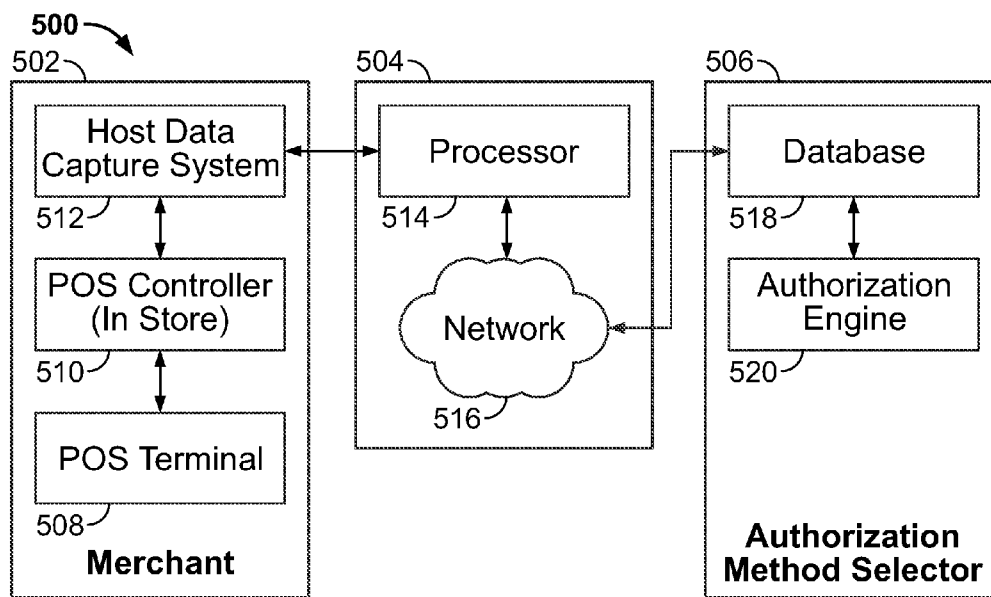 500
502
Host Data
Capture System
512
POS Controller
(In Store)
510
POS Terminal
508
Merchant
504
Processor
514
Network
516
506
Database
518
Authorization
Engine
520
Authorization
Method Selector